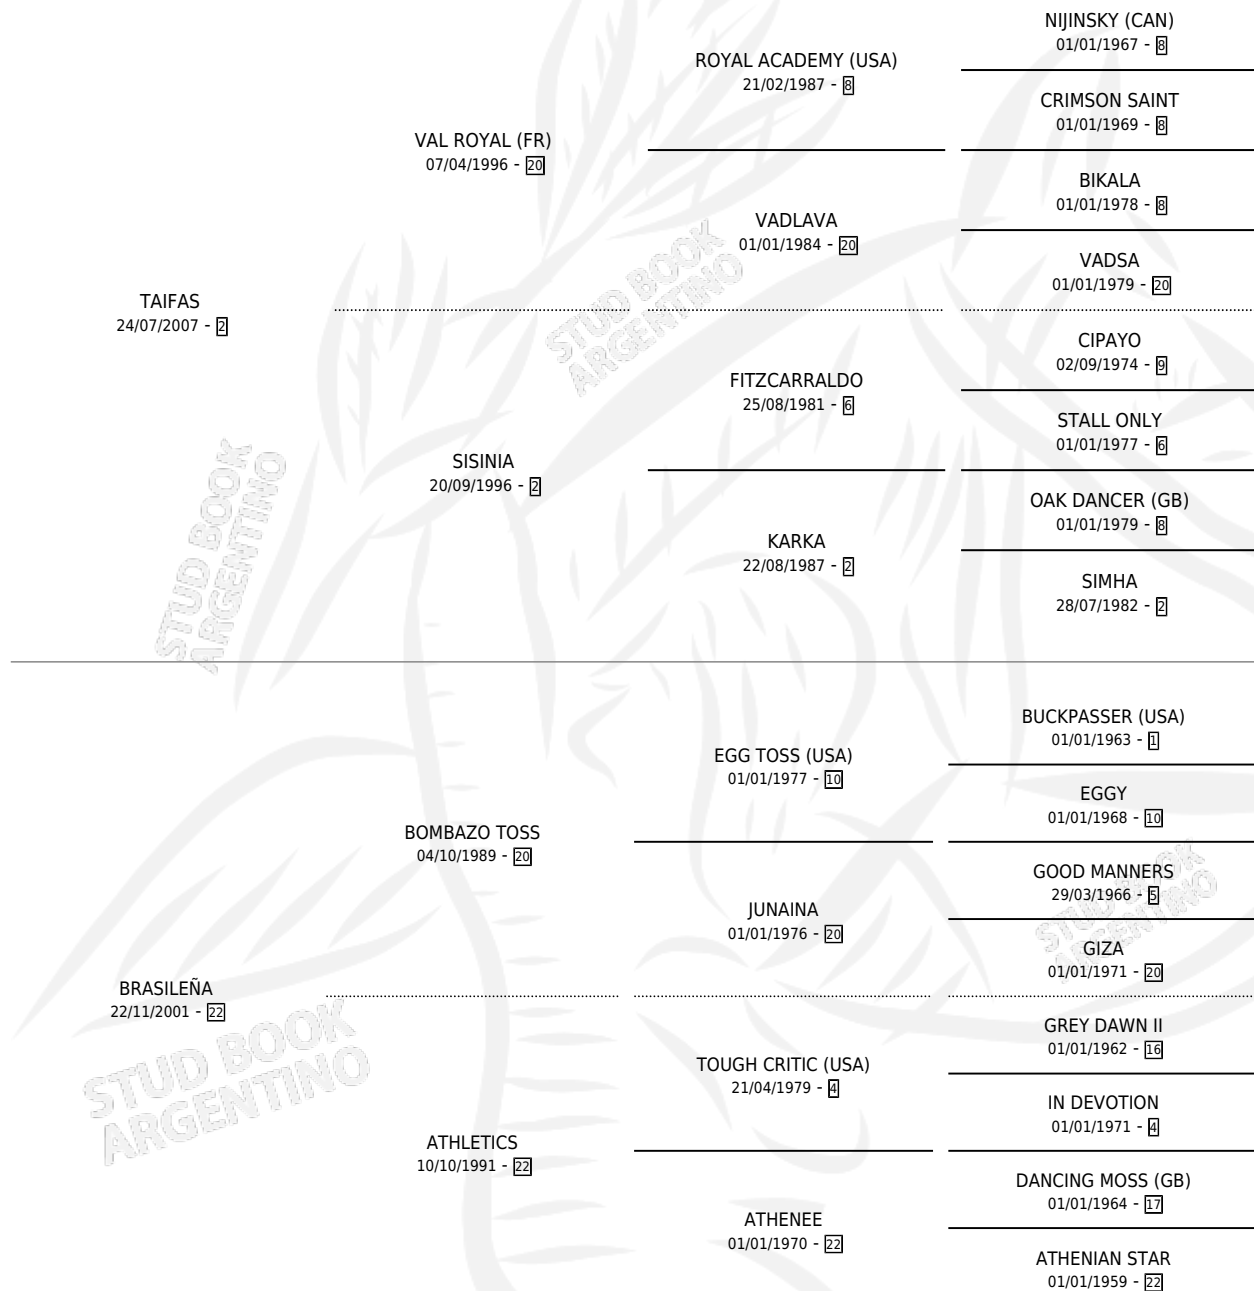 NIJINSKY (CAN)
01/01/1967 - 8
ROYAL ACADEMY (USA)
21/02/1987 - 8
CRIMSON SAINT
01/01/1969 - 8
VAL ROYAL (FR)
07/04/1996 - 20
BIKALA
01/01/1978 - 8
VADLAVA
01/01/1984 - 20
VADSA
01/01/1979 - 20
TAIFAS
24/07/2007 - 2
CIPAYO
02/09/1974 - 9
FITZCARRALDO
25/08/1981 - 6
STALL ONLY
01/01/1977 - 6
SISINIA
20/09/1996 - 2
OAK DANCER (GB)
01/01/1979 - 8
KARKA
22/08/1987 - 2
SIMHA
28/07/1982 - 2
STUD BOOK
ARGENTINO
STUD BOOK
ARGENTINO
BUCKPASSER (USA)
01/01/1963 - 1
EGG TOSS (USA)
01/01/1977 - 10
EGGY
01/01/1968 - 10
BOMBAZO TOSS
04/10/1989 - 20
GOOD MANNERS
29/03/1966 - 5
JUNAINA
01/01/1976 - 20
GIZA
01/01/1971 - 20
BRASILEÑA
22/11/2001 - 22
GREY DAWN II
01/01/1962 - 16
TOUGH CRITIC (USA)
21/04/1979 - 4
IN DEVOTION
01/01/1971 - 4
ATHLETICS
10/10/1991 - 22
DANCING MOSS (GB)
01/01/1964 - 17
ATHENEE
01/01/1970 - 22
ATHENIAN STAR
01/01/1959 - 22
STUD BOOK
ARGENTINO
STUD BOOK
ARGENTINO